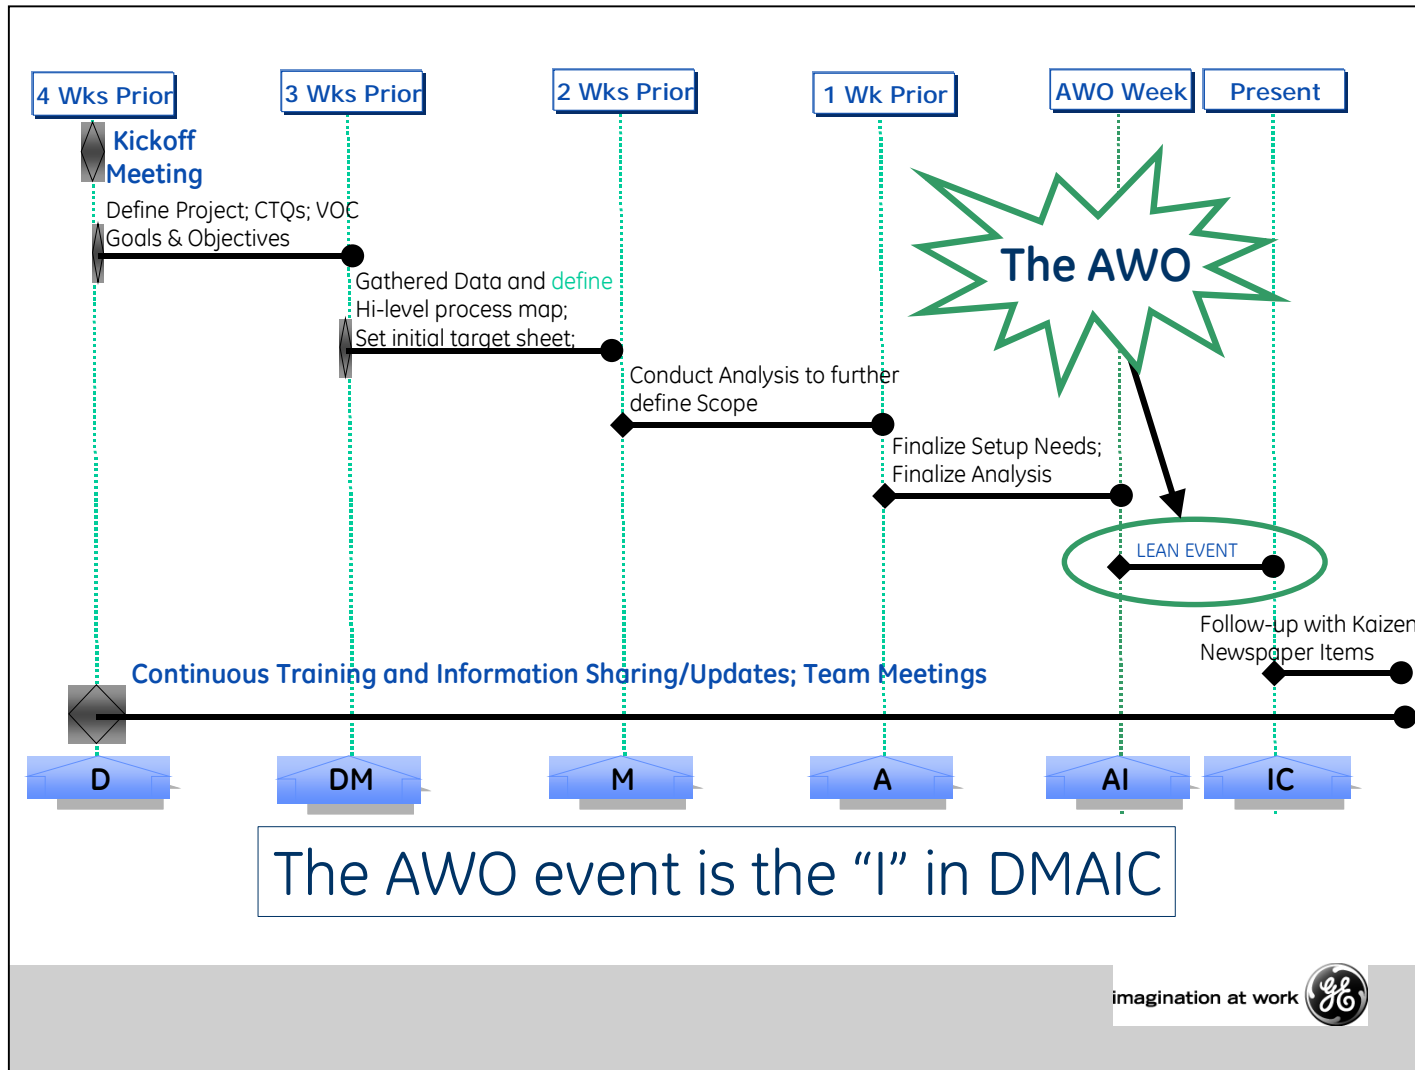 4 Wks Prior
3 Wks Prior
2 Wks Prior
1 Wk Prior
AWO Week
Present
Kickoff
Meeting
Define Project; CTQs; VOC
Goals & Objectives
Gathered Data and define
Hi-level process map;
Set initial target sheet;
Conduct Analysis to further
define Scope
Finalize Setup Needs;
Finalize Analysis
The AWO
LEAN EVENT
Follow-up with Kaizen
Newspaper Items
Continuous Training and Information Sharing/Updates; Team Meetings
D
DM
M
A
AI
IC
The AWO event is the “I” in DMAIC
imagination at work
GE